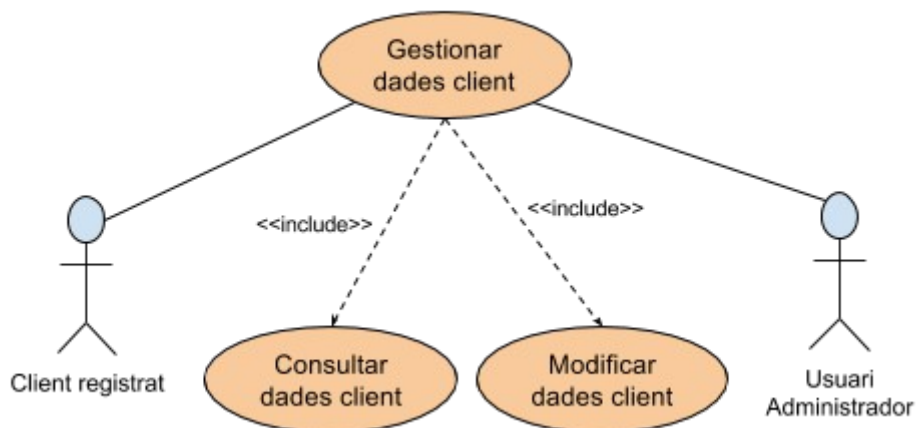 Gestionar
dades client
<<include>>
<<include>>
Client registrat
Consultar
dades client
Modificar
dades client
Usuari
Administrador